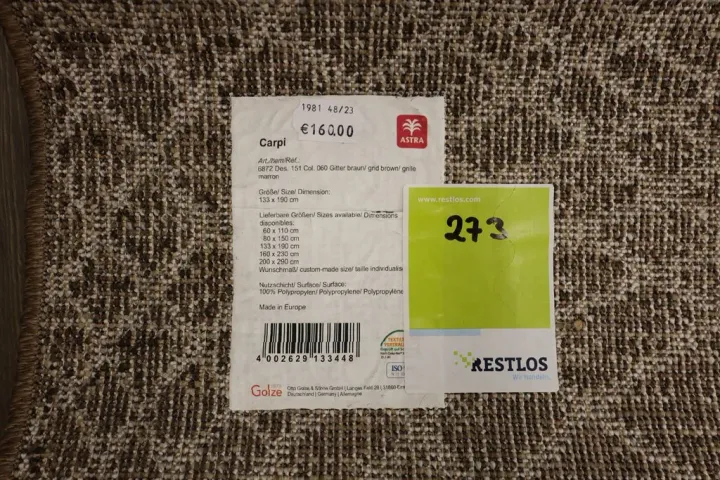 1981 48/23
€160,00
ASTRA
Carpi
Art./Item/Ref.:
6872 Des. 151 Col. 060 Gitter braun/ grid brown/ grille
marron
Größe/ Size/ Dimension:
133 x 190 cm
Lieferbare Größen/ Sizes available/ Dimensions
disponibles:
60 x 110 cm
80 x 150 cm
133 x 190 cm
160 x 230 cm
200 x 290 cm
Wunschmaß/ custom-made size/ taille
Nutzschicht/ Surface/ Surface:
100% Polypropylen/ Polypropylene/ Polypropylène
Made in Europe
4 002629 133448
ISO
Golze
Otto Golze & Söhne GmbH
Deutschland | Germany | Allemagne
www.restlos.com
273
RESTLOS